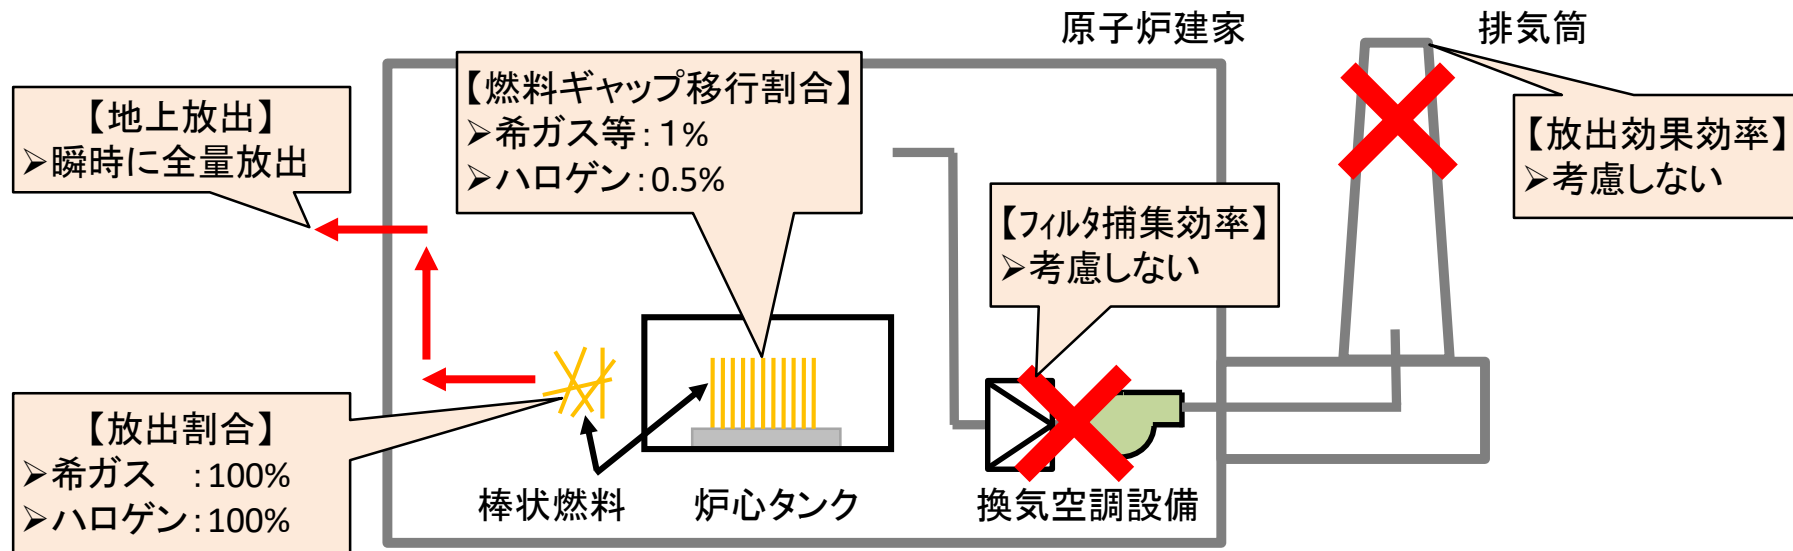 原子炉建家
排気筒
【地上放出】
➢瞬時に全量放出
【燃料ギャップ移行割合】
➢希ガス等：1%
➢ハロゲン：0.5%
【放出効果効率】
➢考慮しない
【フィルタ捕集効率】
➢考慮しない
【放出割合】
➢希ガス　：100%
➢ハロゲン：100%
棒状燃料
炉心タンク
換気空調設備